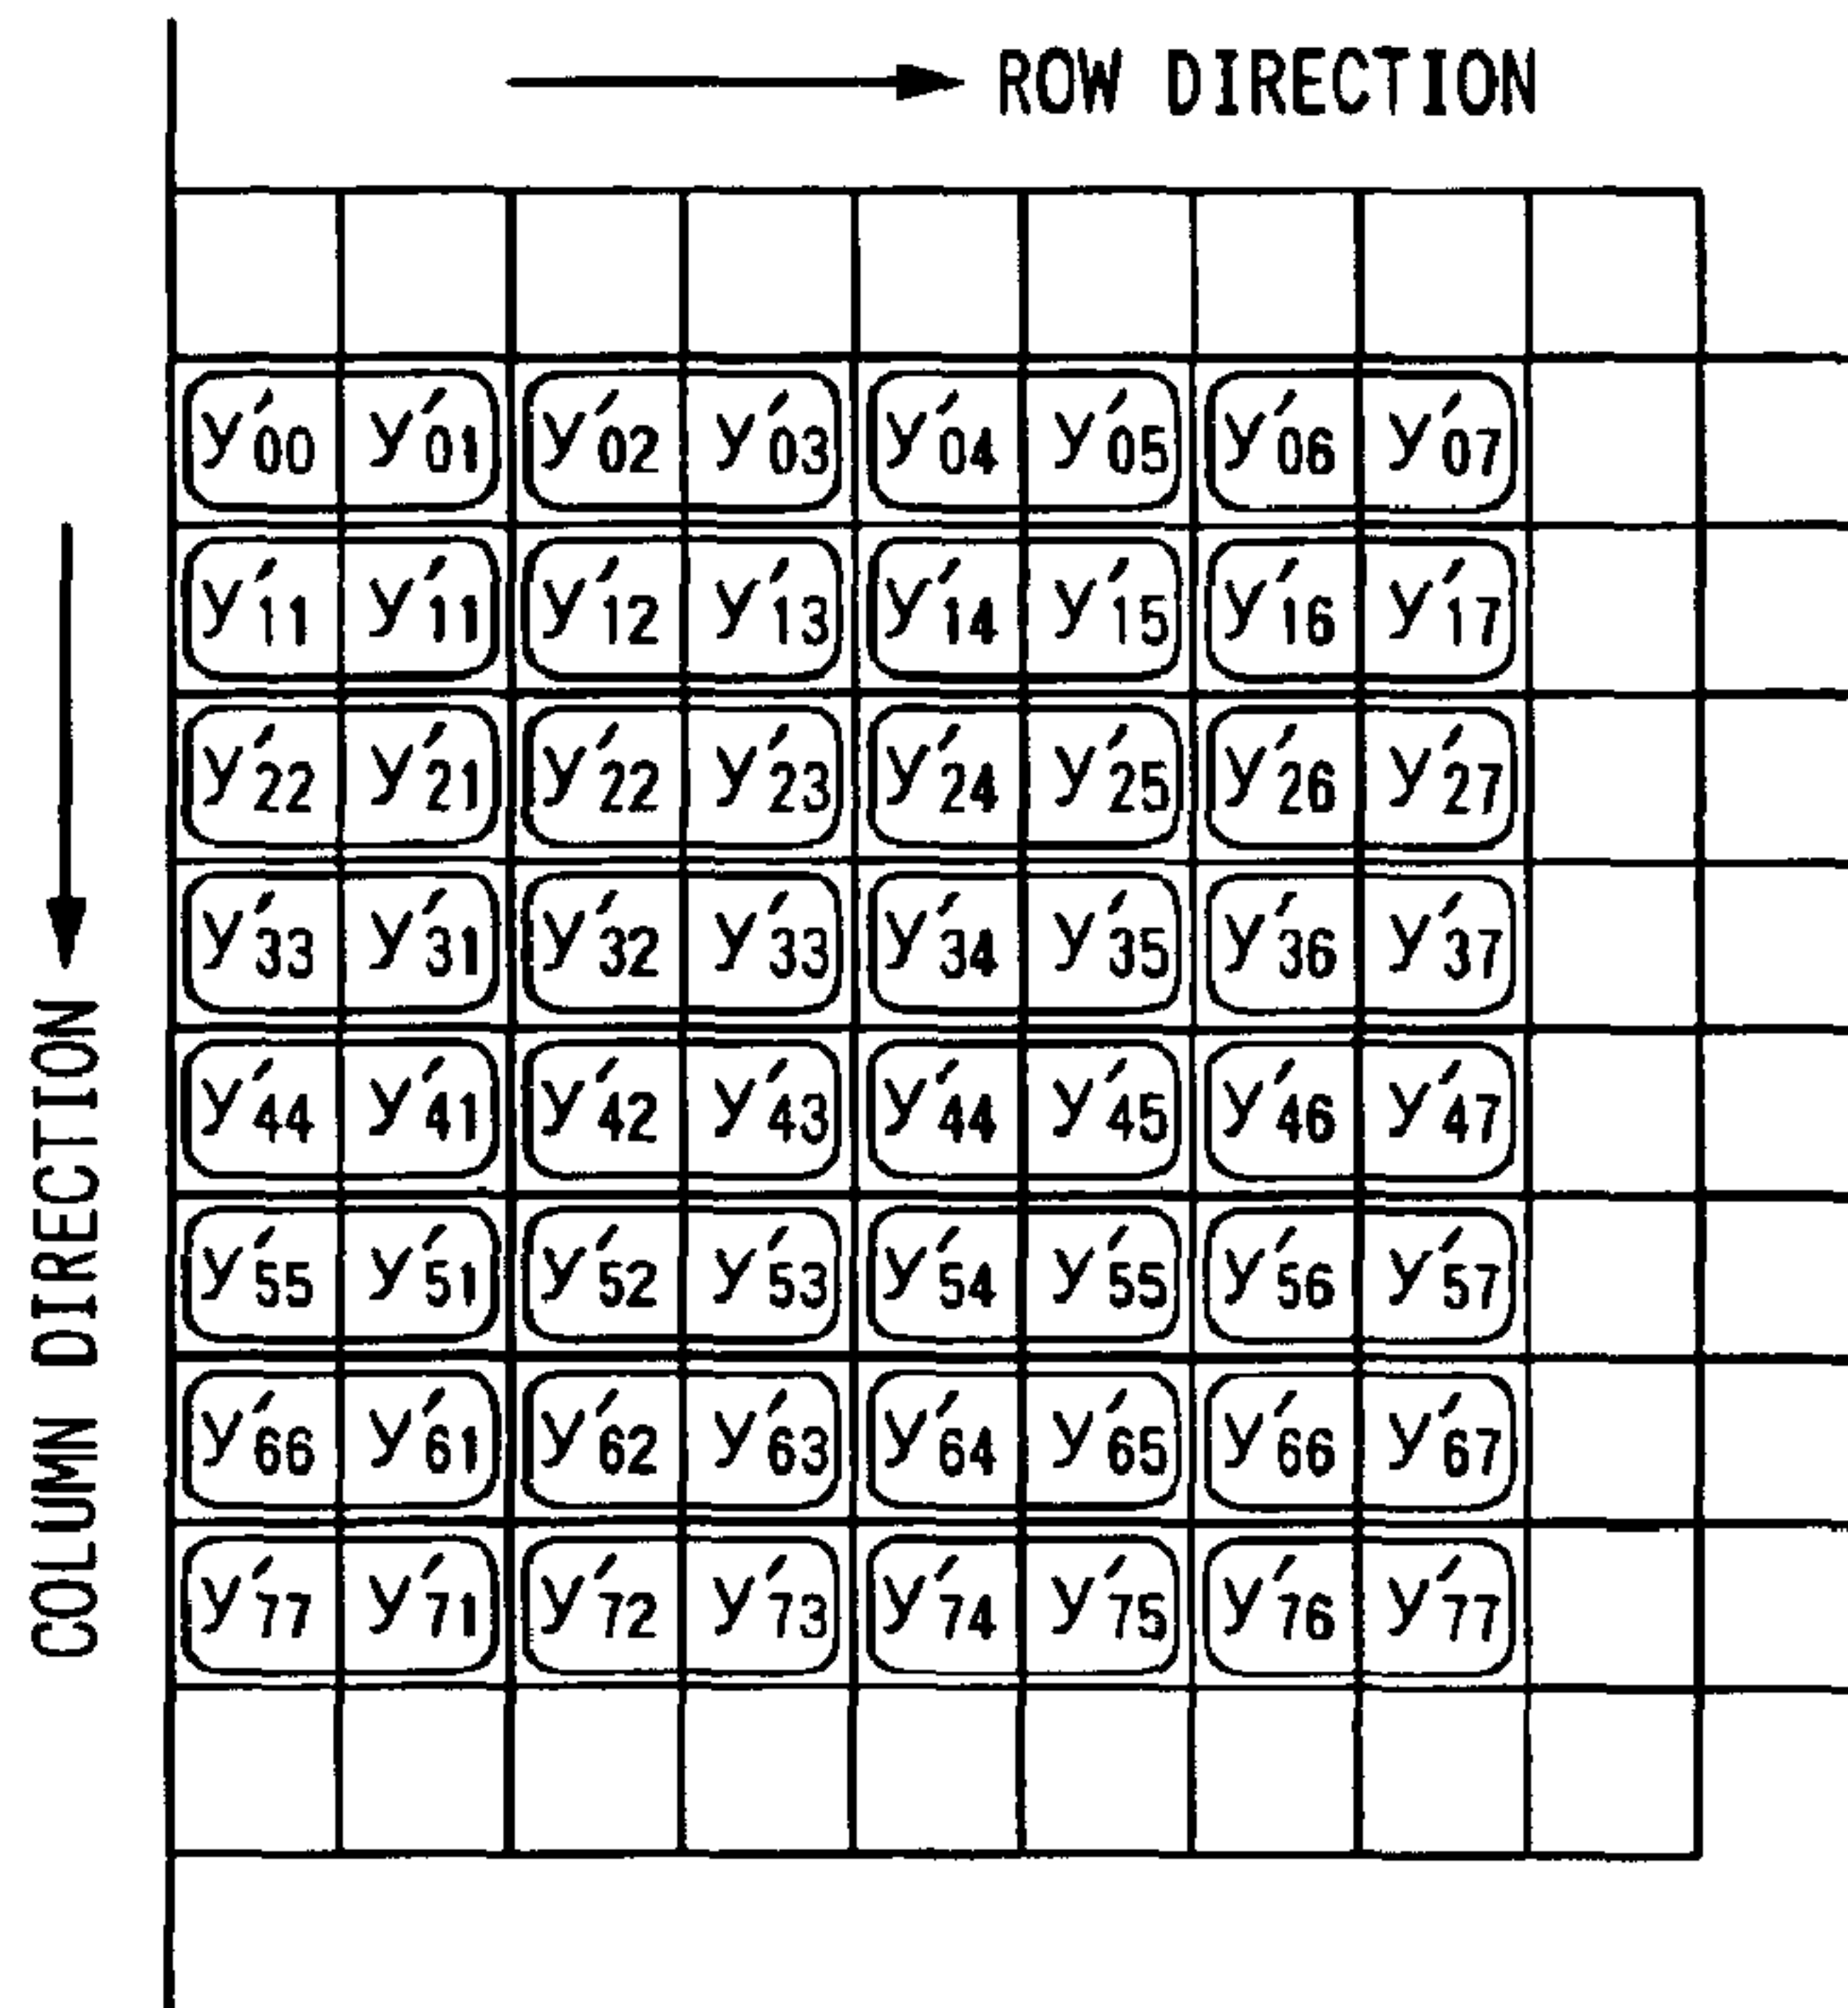 ROW DIRECTION
y'00 y'01 y'02 y'03 y'04 y'05 y'06 y'07
y'11 y'11 y'12 y'13 y'14 y'15 y'16 y'17
y'22 y'21 y'22 y'23 y'24 y'25 y'26 y'27
y'33 y'31 y'32 y'33 y'34 y'35 y'36 y'37
y'44 y'41 y'42 y'43 y'44 y'45 y'46 y'47
y'55 y'51 y'52 y'53 y'54 y'55 y'56 y'57
y'66 y'61 y'62 y'63 y'64 y'65 y'66 y'67
y'77 y'71 y'72 y'73 y'74 y'75 y'76 y'77
COLUMN DIRECTION